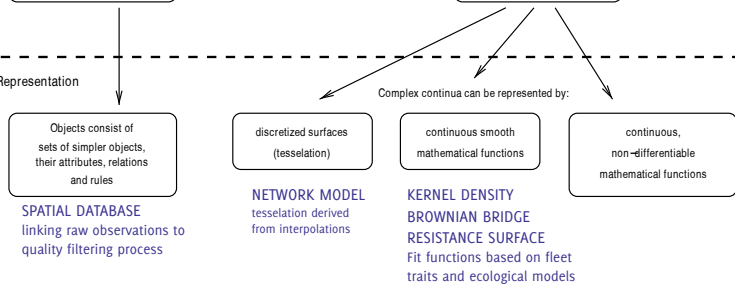 Representation
Complex continua can be represented by:
Objects consist of
sets of simpler objects,
their attributes, relations
and rules
discretized surfaces
(tesselation)
continuous smooth
mathematical functions
continuous,
non-differentiable
mathematical functions
SPATIAL DATABASE
linking raw observations to
quality filtering process
NETWORK MODEL
tesselation derived
from interpolations
KERNEL DENSITY
BROWNIAN BRIDGE
RESISTANCE SURFACE
Fit functions based on fleet
traits and ecological models